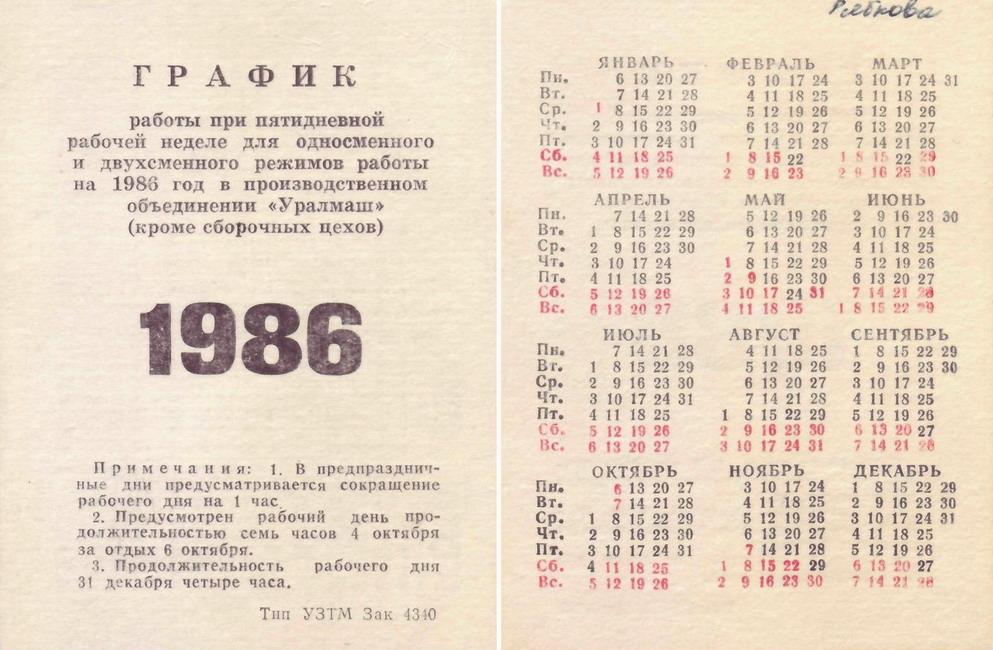 ГРАФИК
работы при пятидневной
рабочей неделе для односменного
и двухсменного режимов работы
на 1986 год в производственном
объединении «Уралмаш»
(кроме сборочных цехов)
1986
Примечания: 1. В предпразднич-
ные дни предусматривается сокращение
рабочего дня на 1 час
2. Предусмотрен рабочий день про-
должительностью семь часов 4 октября
за отдых 6 октября.
3. Продолжительность рабочего дня
31 декабря четыре часа.
Тип УЗТМ Зак 4340
Рябкова
ЯНВАРЬ ФЕВРАЛЬ МАРТ
Пн. 6 13 20 27 3 10 17 24 3 10 17 24 31
Вт. 7 14 21 28 4 11 18 25 4 11 18 25
Ср. 1 8 15 22 29 5 12 19 26 5 12 19 26
Чт. 2 9 16 23 30 6 13 20 27 6 13 20 27
Пт. 3 10 17 24 31 7 14 21 28 7 14 21 28
Сб. 4 11 18 25 1 8 15 22 1 8 15 22 29
Вс. 5 12 19 26 2 9 16 23 2 9 16 23 30
АПРЕЛЬ МАЙ ИЮНЬ
Пн. 7 14 21 28 5 12 19 26 2 9 16 23 30
Вт. 1 8 15 22 29 6 13 20 27 3 10 17 24
Ср. 2 9 16 23 30 7 14 21 28 4 11 18 25
Чт. 3 10 17 24 1 8 15 22 29 5 12 19 26
Пт. 4 11 18 25 2 9 16 23 30 6 13 20 27
Сб. 5 12 19 26 3 10 17 24 31 7 14 21 28
Вс. 6 13 20 27 4 11 18 25 1 8 15 22 29
ИЮЛЬ АВГУСТ СЕНТЯБРЬ
Пн. 7 14 21 28 4 11 18 25 1 8 15 22 29
Вт. 1 8 15 22 29 5 12 19 26 2 9 16 23 30
Ср. 2 9 16 23 30 6 13 20 27 3 10 17 24
Чт. 3 10 17 24 31 7 14 21 28 4 11 18 25
Пт. 4 11 18 25 1 8 15 22 29 5 12 19 26
Сб. 5 12 19 26 2 9 16 23 30 6 13 20 27
Вс. 6 13 20 27 3 10 17 24 31 7 14 21 28
ОКТЯБРЬ НОЯБРЬ ДЕКАБРЬ
Пн. 6 13 20 27 3 10 17 24 1 8 15 22 29
Вт. 7 14 21 28 4 11 18 25 2 9 16 23 30
Ср. 1 8 15 22 29 5 12 19 26 3 10 17 24 31
Чт. 2 9 16 23 30 6 13 20 27 4 11 18 25
Пт. 3 10 17 24 31 7 14 21 28 5 12 19 26
Сб. 4 11 18 25 1 8 15 22 29 6 13 20 27
Вс. 5 12 19 26 2 9 16 23 30 7 14 21 28